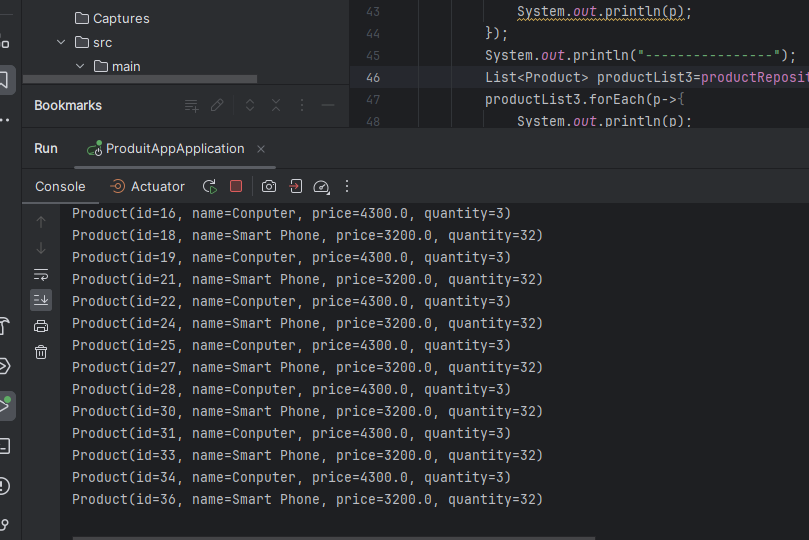 Captures
src
main
Bookmarks
43 System.out.println(p);
44 });
45 System.out.println("----------------");
46 List<Product> productList3=productReposit
47 productList3.forEach(p->{
48 System.out.println(p);
Run ProduitAppApplication
Console Actuator
Product(id=16, name=Conputer, price=4300.0, quantity=3)
Product(id=18, name=Smart Phone, price=3200.0, quantity=32)
Product(id=19, name=Conputer, price=4300.0, quantity=3)
Product(id=21, name=Smart Phone, price=3200.0, quantity=32)
Product(id=22, name=Conputer, price=4300.0, quantity=3)
Product(id=24, name=Smart Phone, price=3200.0, quantity=32)
Product(id=25, name=Conputer, price=4300.0, quantity=3)
Product(id=27, name=Smart Phone, price=3200.0, quantity=32)
Product(id=28, name=Conputer, price=4300.0, quantity=3)
Product(id=30, name=Smart Phone, price=3200.0, quantity=32)
Product(id=31, name=Conputer, price=4300.0, quantity=3)
Product(id=33, name=Smart Phone, price=3200.0, quantity=32)
Product(id=34, name=Conputer, price=4300.0, quantity=3)
Product(id=36, name=Smart Phone, price=3200.0, quantity=32)